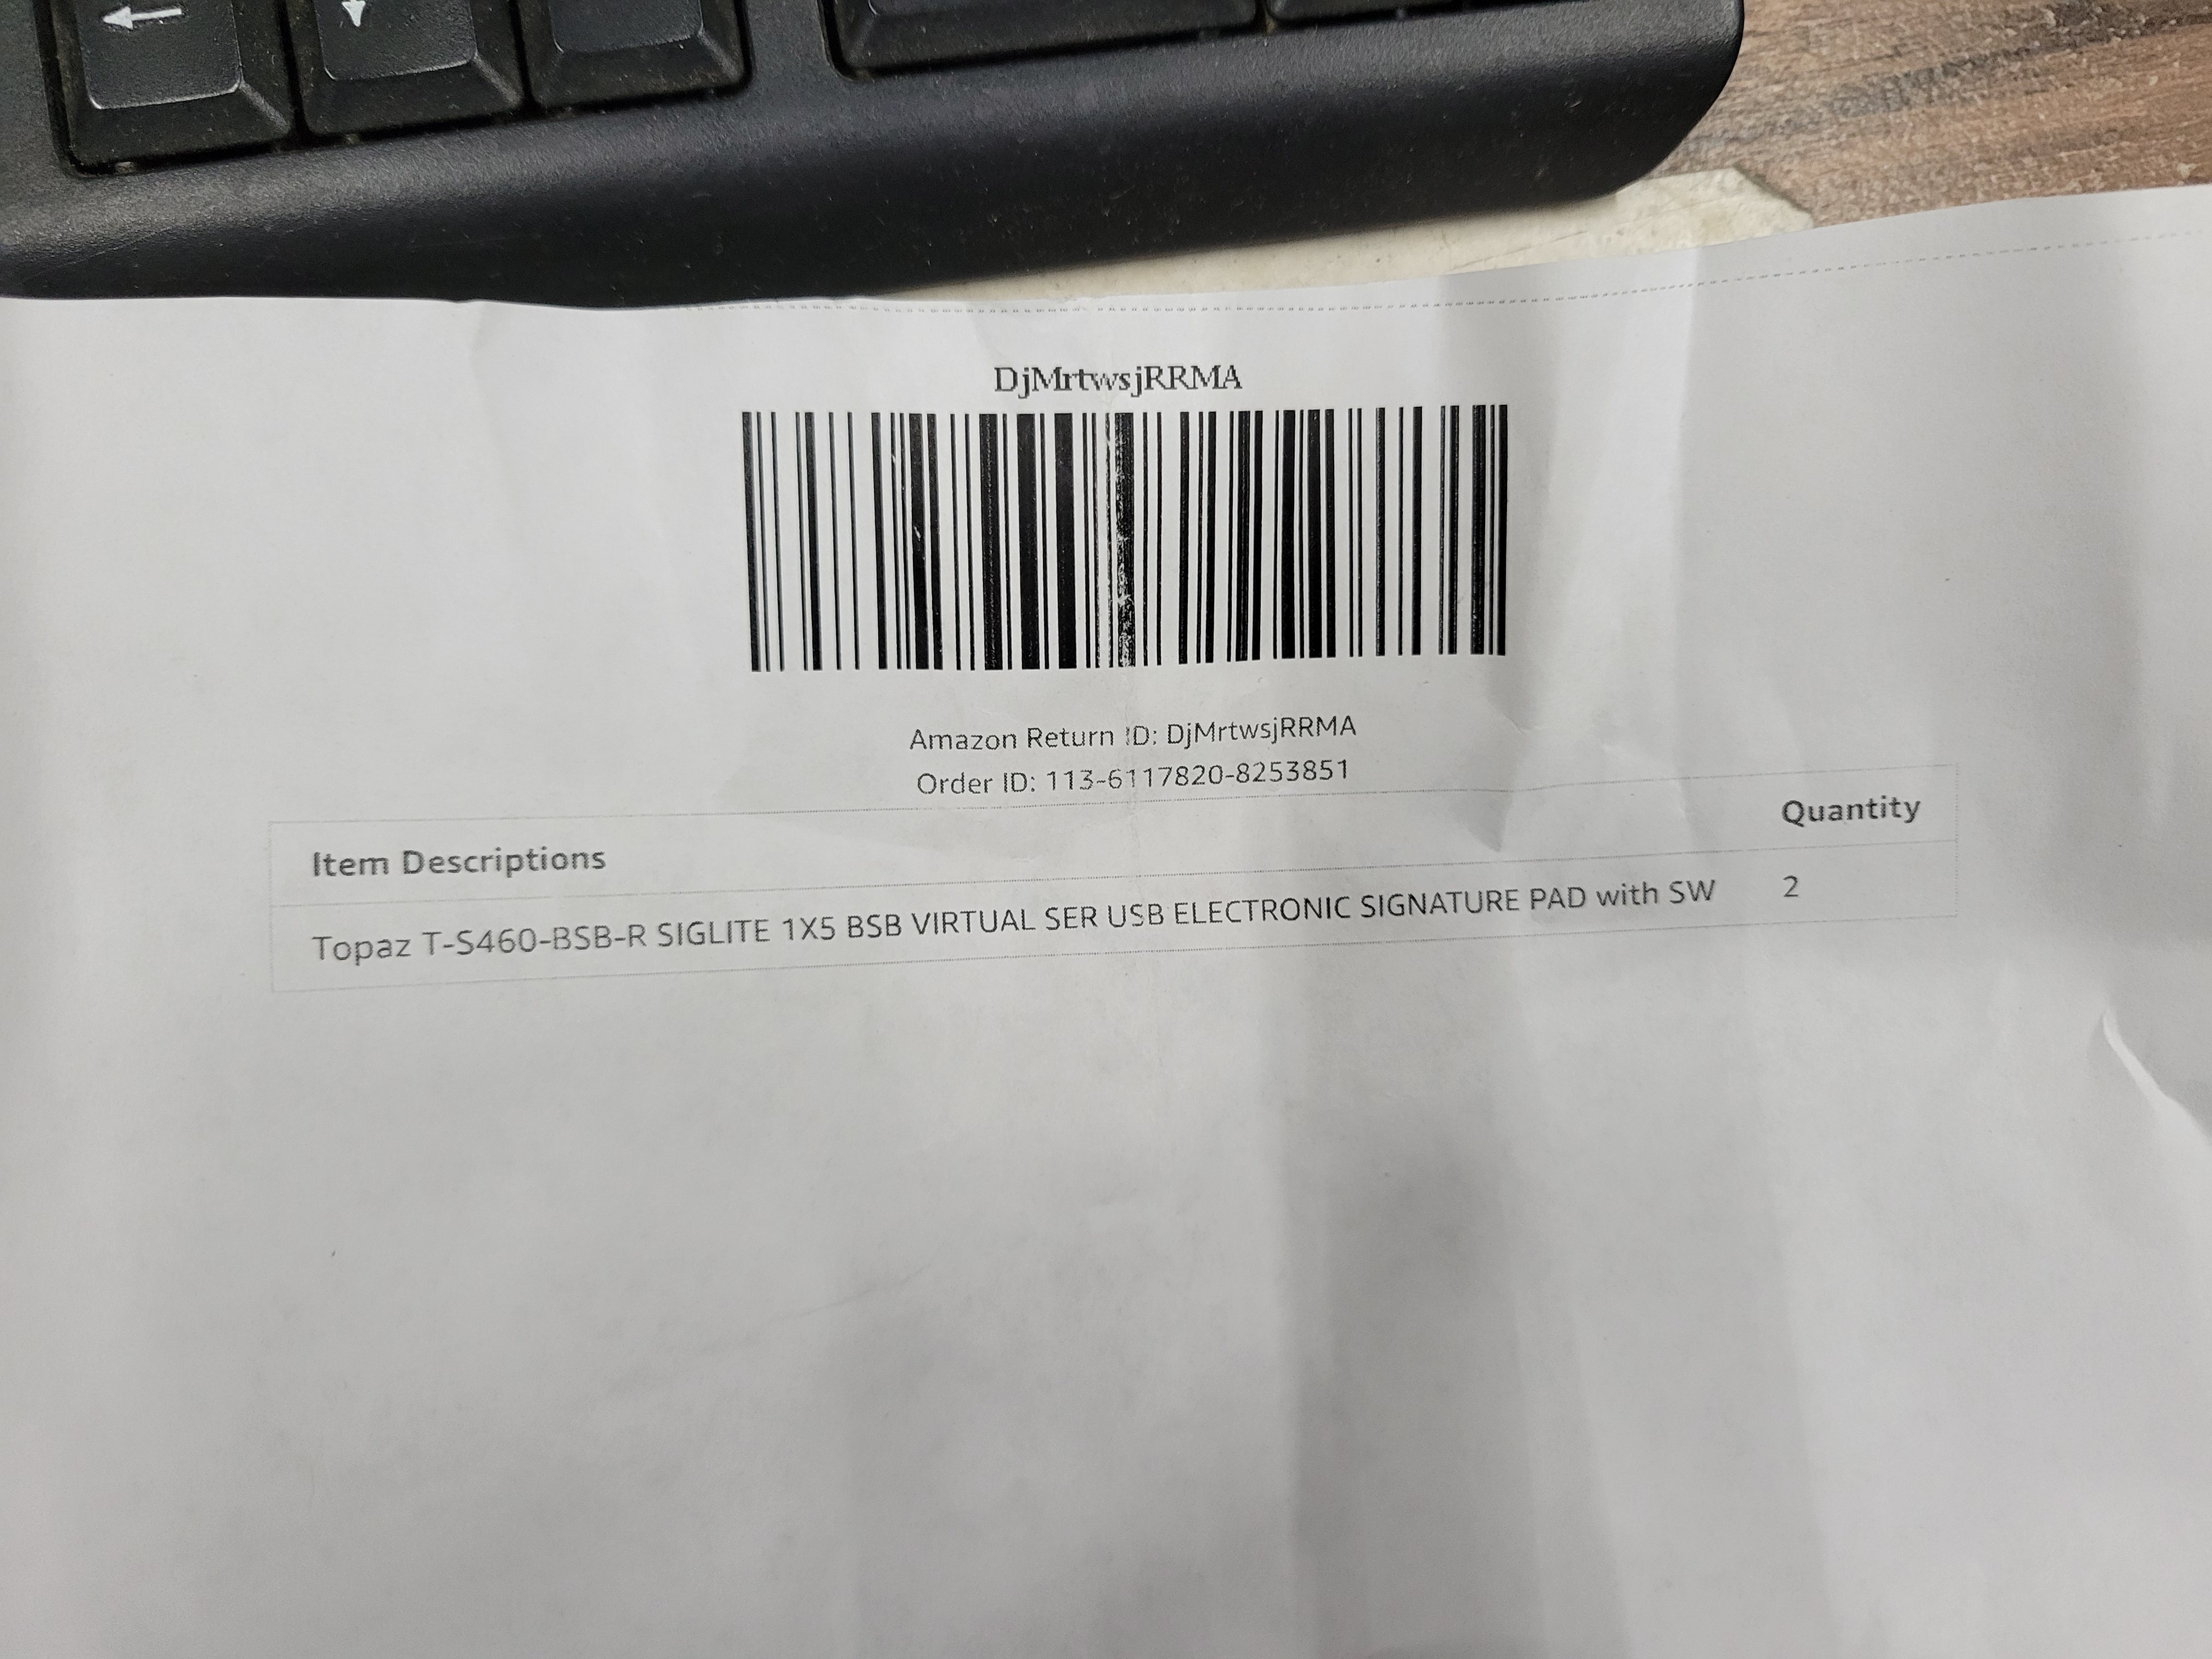 DjMrtwsjRRMA
Amazon Return ID: DjMrtwsjRRMA
Order ID: 113-6117820-8253851
Item Descriptions Quantity
Topaz T-S460-BSB-R SIGLITE 1X5 BSB VIRTUAL SER USB ELECTRONIC SIGNATURE PAD with SW 2